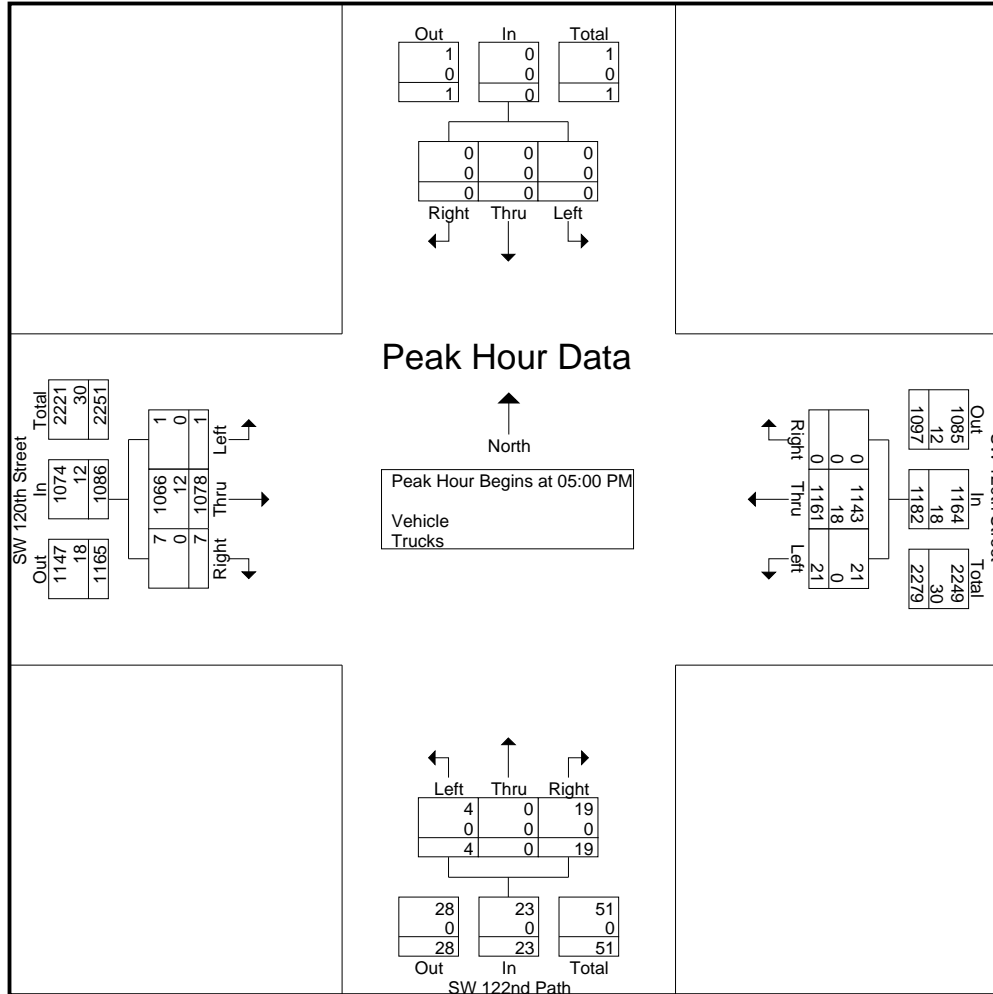 Out In Total
1 0 1
0 0 0
1 0 1
0 0 0
0 0 0
0 0 0
Right Thru Left
Peak Hour Data
North
Peak Hour Begins at 05:00 PM
Vehicle
Trucks
SW 120th Street
Total In Out
2221 1074 1147
30 12 18
2251 1086 1165
1 1066 7
0 12 0
1 1078 7
Left Thru Right
Out In Total
1085 1164 2249
12 18 30
1097 1182 2279
0 1143 21
0 18 0
0 1161 21
Right Thru Left
Left Thru Right
4 0 19
0 0 0
4 0 19
28 23 51
0 0 0
28 23 51
Out In Total
SW 122nd Path